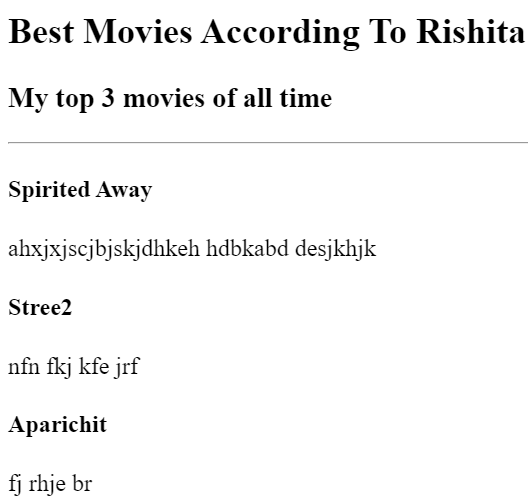 Best Movies According To Rishita
My top 3 movies of all time
Spirited Away
ahxjxjscjbjskjdhkeh hdbkabd desjkhjk
Stree2
nfn fkj kfe jrf
Aparichit
fj rhje br